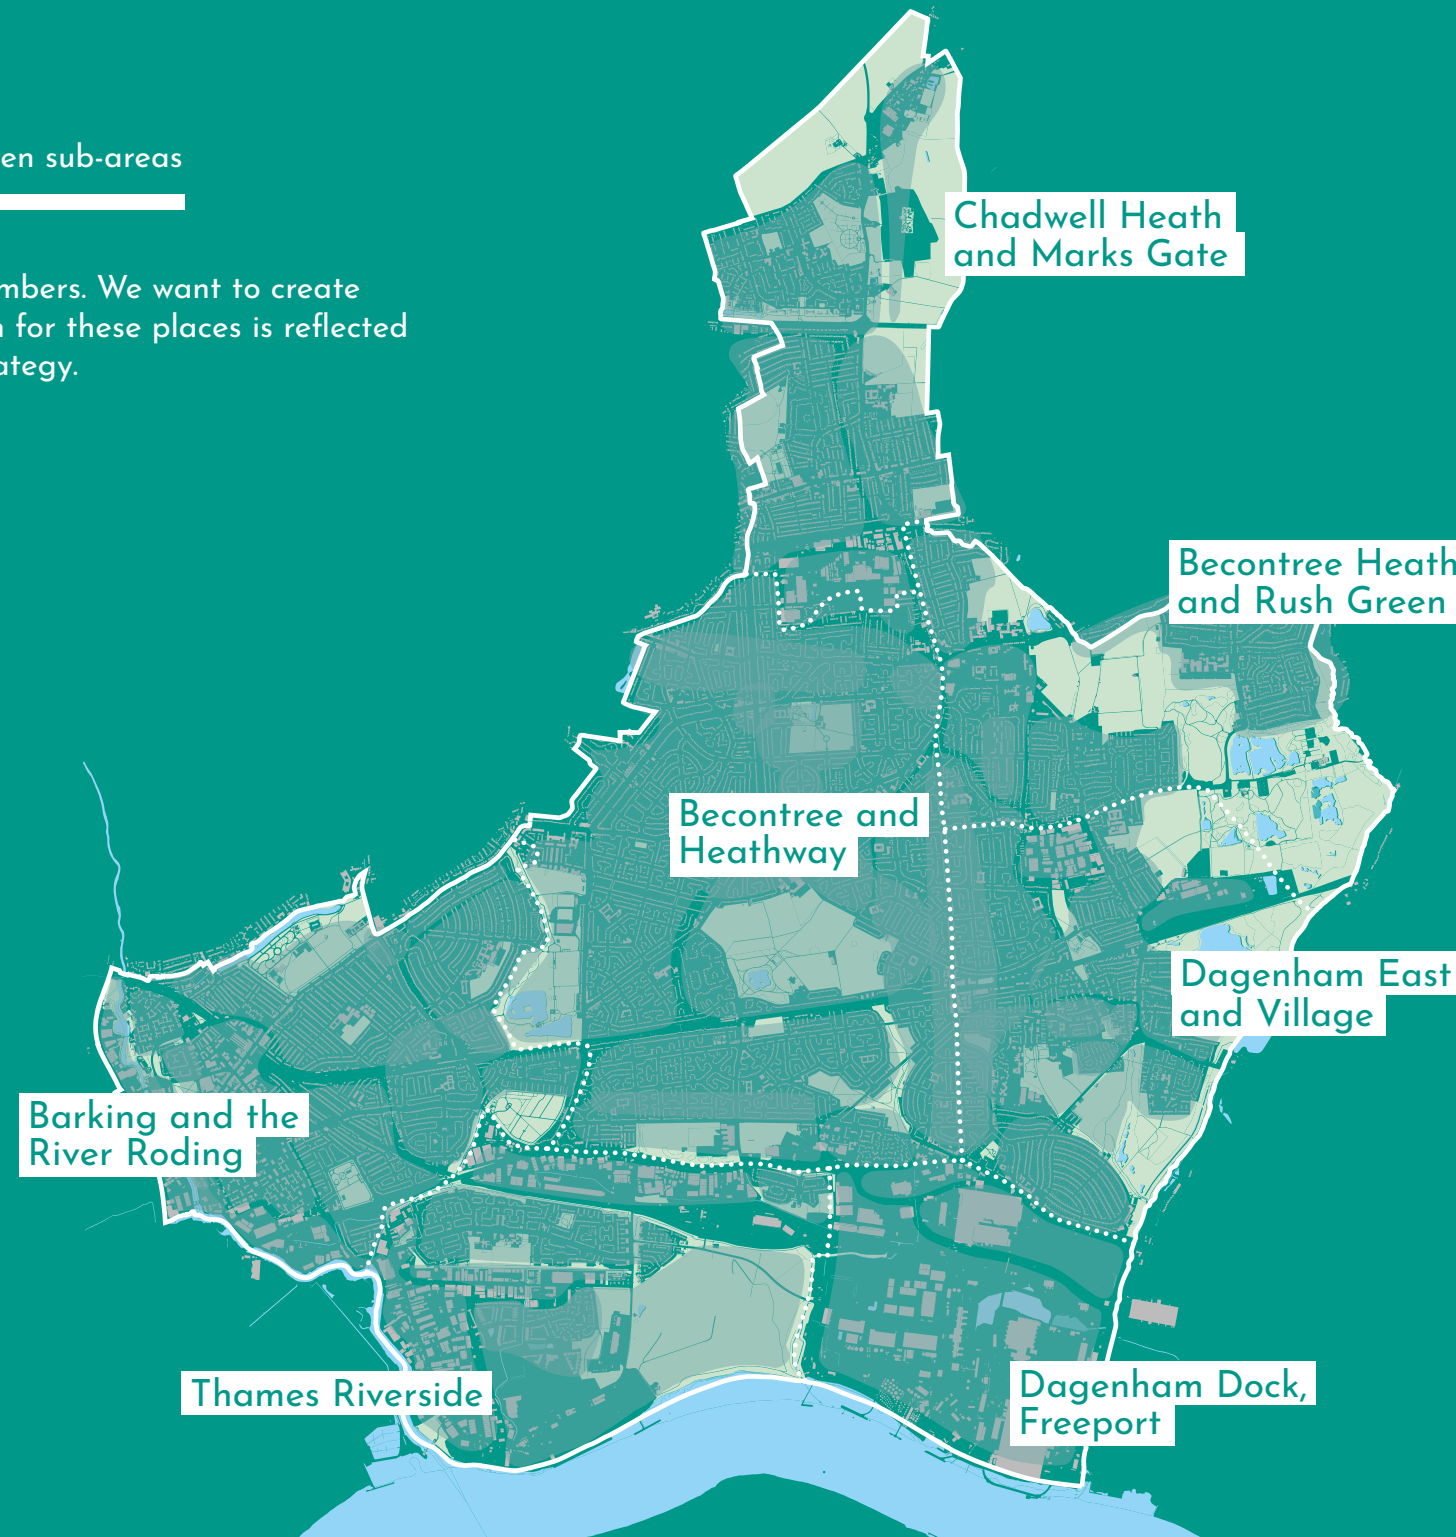 en sub-areas
mbers. We want to create
for these places is reflected
ategy.
Chadwell Heath
and Marks Gate
Becontree Heath
and Rush Green
Becontree and
Heathway
Dagenham East
and Village
Barking and the
River Roding
Thames Riverside
Dagenham Dock,
Freeport